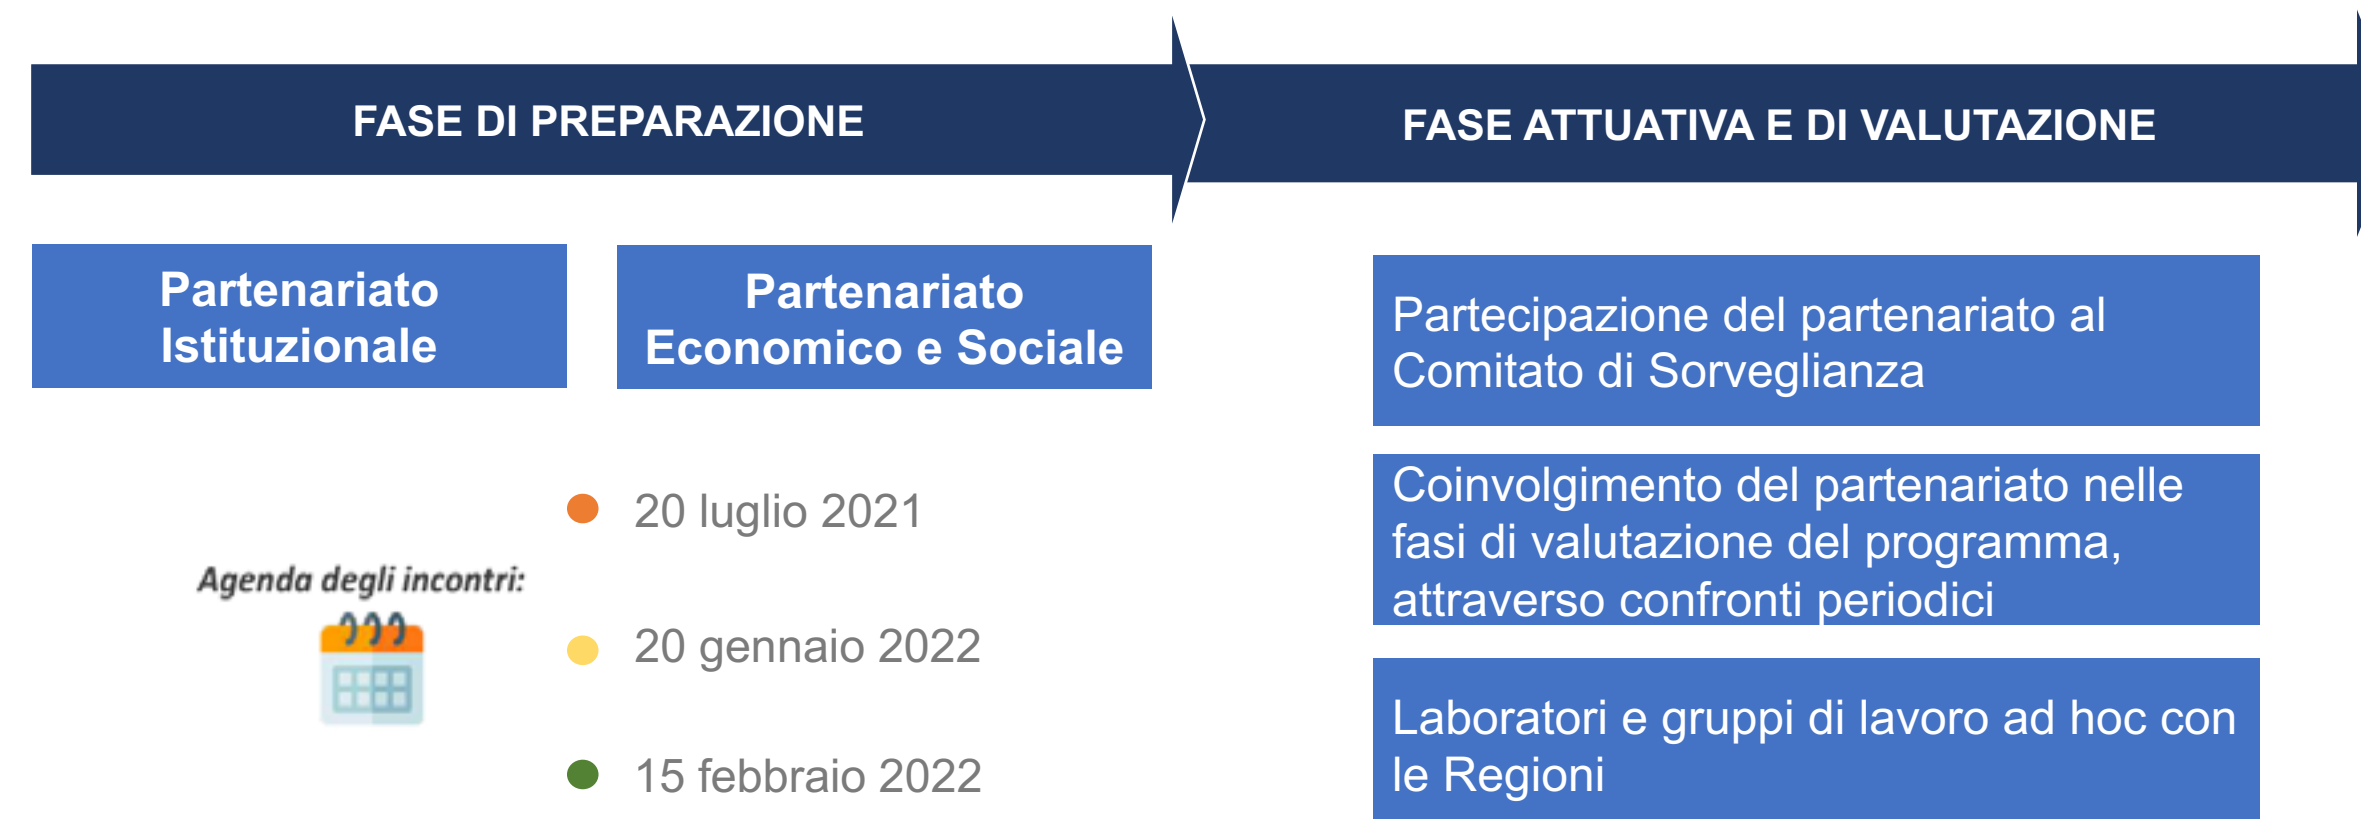 FASE DI PREPARAZIONE
FASE ATTUATIVA E DI VALUTAZIONE
Partenariato
Istituzionale
Partenariato
Economico e Sociale
Agenda degli incontri:
20 luglio 2021
20 gennaio 2022
15 febbraio 2022
Partecipazione del partenariato al
Comitato di Sorveglianza
Coinvolgimento del partenariato nelle
fasi di valutazione del programma,
attraverso confronti periodici
Laboratori e gruppi di lavoro ad hoc con
le Regioni